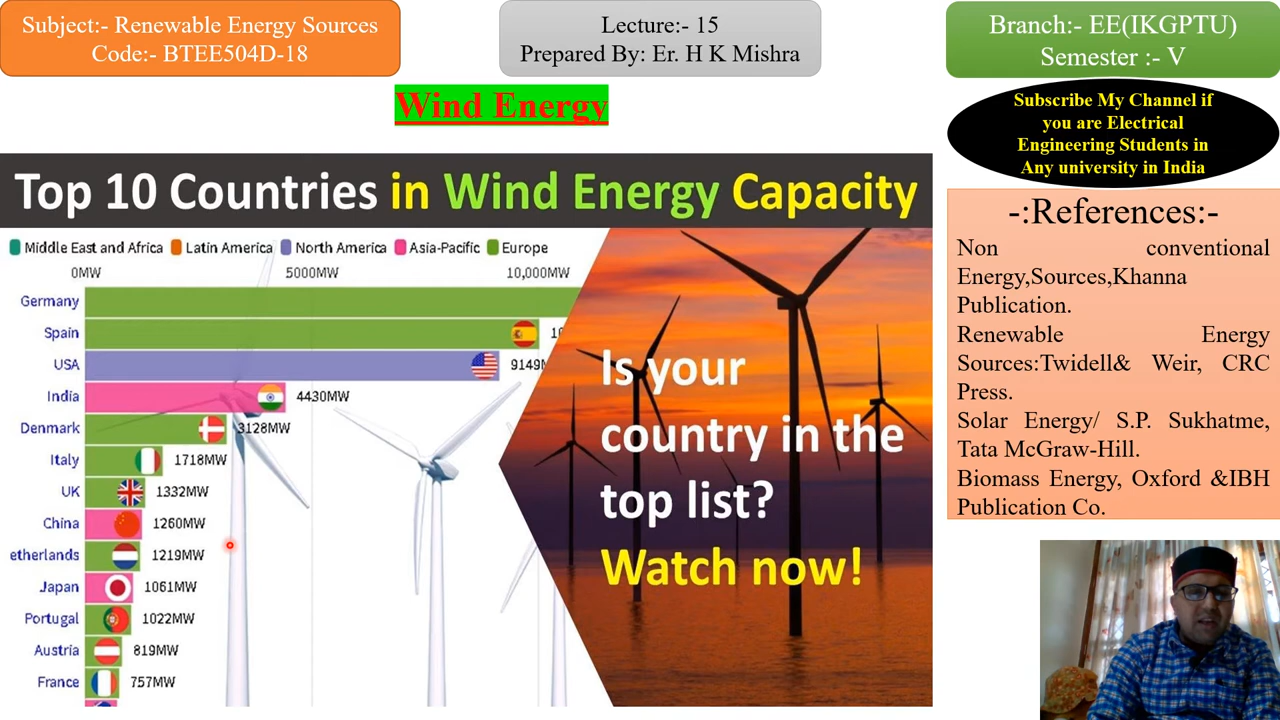 Subject:- Renewable Energy Sources
Code:- BTEE504D-18
Lecture:- 15
Prepared By: Er. H K Mishra
Branch:- EE(IKGPTU)
Semester :- V
Wind Energy
Subscribe My Channel if
you are Electrical
Engineering Students in
Any university in India
Top 10 Countries in Wind Energy Capacity
Middle East and Africa Latin America North America Asia-Pacific Europe
0MW 5000MW 10,000MW
Germany
Spain
USA 9149
India 4430MW
Denmark 3128MW
Italy 1718MW
UK 1332MW
China 1260MW
etherlands 1219MW
Japan 1061MW
Portugal 1022MW
Austria 819MW
France 757MW
Is your
country in the
top list?
Watch now!
-:References:-
Non conventional
Energy,Sources,Khanna
Publication.
Renewable Energy
Sources:Twidell& Weir, CRC
Press.
Solar Energy/ S.P. Sukhatme,
Tata McGraw-Hill.
Biomass Energy, Oxford &IBH
Publication Co.